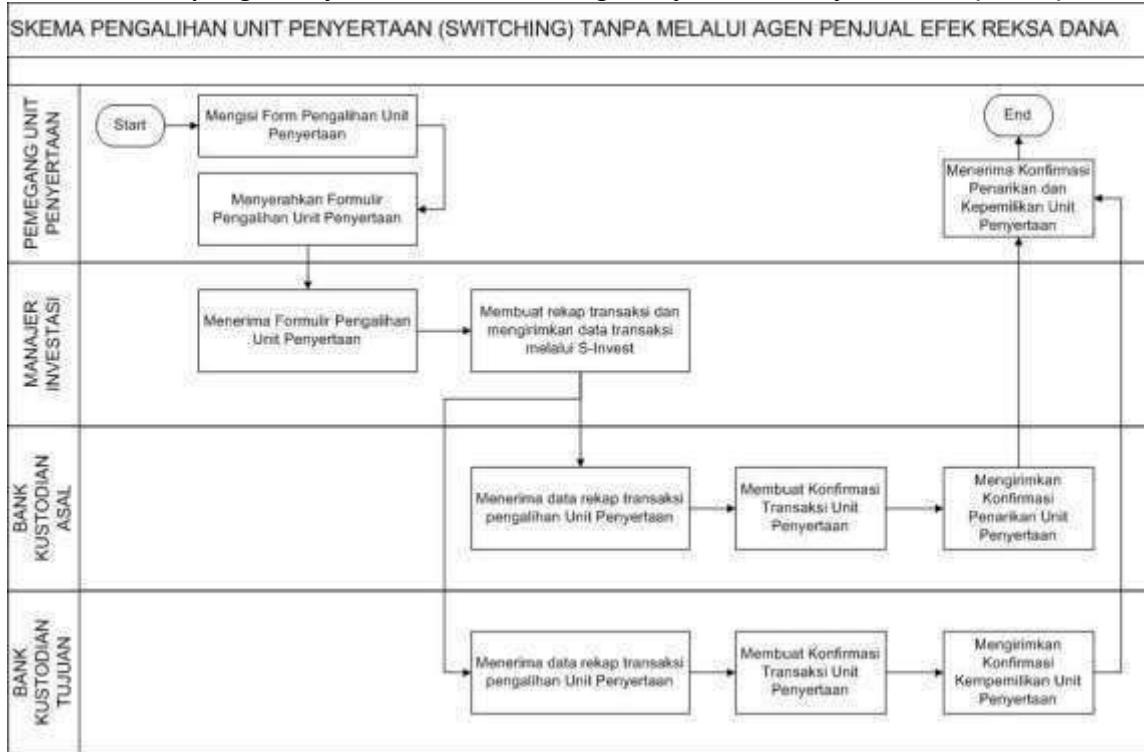 SKEMA PENGALIHAN UNIT PENYERTAAN (SWITCHING) TANPA MELALUI AGEN PENJUAL EFEK REKSA DANA
PEMEGANG UNIT
PENYERTAAN
Start
Mengisi Form Pengalihan Unit
Penyertaan
Menyerahkan Formulir
Pengalihan Unit Penyertaan
End
Menerima Konfirmasi
Penarikan dan
Kepemilikan Unit
Penyertaan
MANAJER
INVESTASI
Menerima Formulir Pengalihan
Unit Penyertaan
Membuat rekap transaksi dan
mengirimkan data transaksi
melalui S-Invest
BANK
KUSTODIAN
ASAL
Menerima data rekap transaksi
pengalihan Unit Penyertaan
Membuat Konfirmasi
Transaksi Unit
Penyertaan
Mengirimkan
Konfirmasi
Penarikan Unit
Penyertaan
BANK
KUSTODIAN
TUJUAN
Menerima data rekap transaksi
pengalihan Unit Penyertaan
Membuat Konfirmasi
Transaksi Unit
Penyertaan
Mengirimkan
Konfirmasi
Kempemilikan Unit
Penyertaan